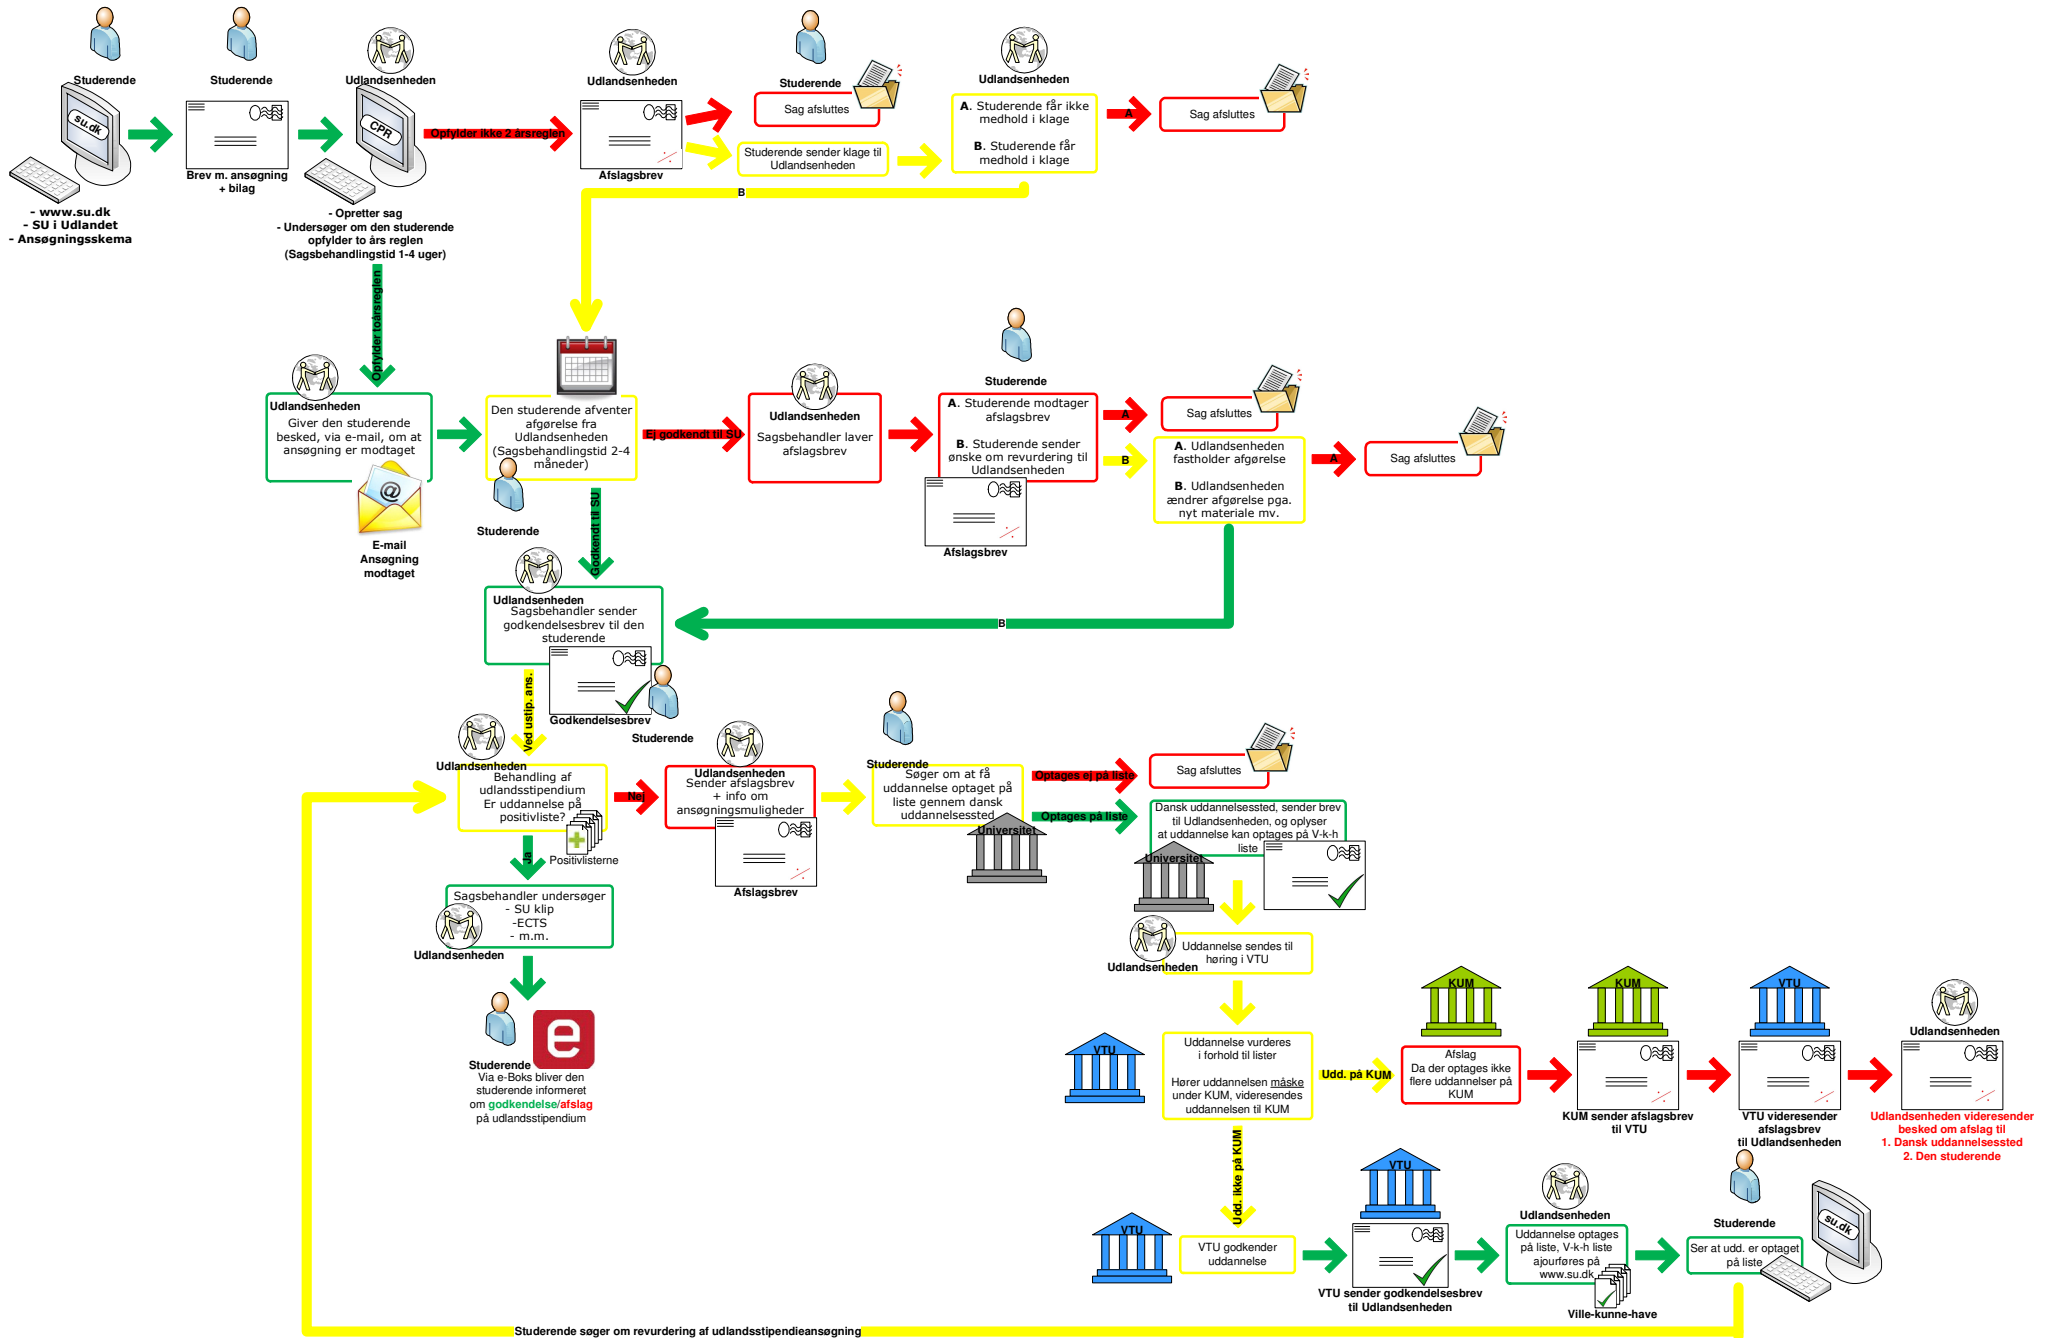 Studerende
su.dk
- www.su.dk
- SU i Udlandet
- Ansøgningsskema
Studerende
Brev m. ansøgning
+ bilag
Udlandsenheden
CPR
- Opretter sag
- Undersøger om den studerende
opfylder to års reglen
(Sagsbehandlingstid 1-4 uger)
Opfylder ikke 2 årsreglen
Udlandsenheden
Afslagsbrev
Studerende
Sag afsluttes
Studerende sender klage til
Udlandsenheden
Udlandsenheden
A. Studerende får ikke
medhold i klage
B. Studerende får
medhold i klage
A
Sag afsluttes
B
Opfylder toårsreglen
Udlandsenheden
Giver den studerende
besked, via e-mail, om at
ansøgning er modtaget
@
E-mail
Ansøgning
modtaget
Den studerende afventer
afgørelse fra
Udlandsenheden
(Sagsbehandlingstid 2-4
måneder)
Studerende
Ej godkendt til SU
Udlandsenheden
Sagsbehandler laver
afslagsbrev
Studerende
A. Studerende modtager
afslagsbrev
B. Studerende sender
ønske om revurdering til
Udlandsenheden
Afslagsbrev
A
Sag afsluttes
B
A. Udlandsenheden
fastholder afgørelse
B. Udlandsenheden
ændrer afgørelse pga.
nyt materiale mv.
A
Sag afsluttes
Godkendt til SU
B
Udlandsenheden
Sagsbehandler sender
godkendelsesbrev til den
studerende
Godkendelsesbrev
Studerende
Ved ustip. ans.
Udlandsenheden
Behandling af
udlandsstipendium
Er uddannelse på
positivliste?
Positivlisterne
Nej
Udlandsenheden
Sender afslagsbrev
+ info om
ansøgningsmuligheder
Afslagsbrev
Studerende
Søger om at få
uddannelse optaget på
liste gennem dansk
uddannelsessted
Universitet
Optages ej på liste
Sag afsluttes
Optages på liste
Dansk uddannelsessted, sender brev
til Udlandsenheden, og oplyser
at uddannelse kan optages på V-k-h
liste
Universitet
Ja
Sagsbehandler undersøger
- SU klip
-ECTS
- m.m.
Udlandsenheden
Studerende
e
Via e-Boks bliver den
studerende informeret
om godkendelse/afslag
på udlandsstipendium
Uddannelse sendes til
høring i VTU
Udlandsenheden
VTU
Uddannelse vurderes
i forhold til lister
Hører uddannelsen måske
under KUM, videresendes
uddannelsen til KUM
Udd. på KUM
KUM
Afslag
Da der optages ikke
flere uddannelser på
KUM
KUM
KUM sender afslagsbrev
til VTU
VTU
VTU videresender
afslagsbrev
til Udlandsenheden
Udlandsenheden
Udlandsenheden videresender
besked om afslag til
1. Dansk uddannelsessted
2. Den studerende
Udd. ikke på KUM
VTU
VTU godkender
uddannelse
VTU
VTU sender godkendelsesbrev
til Udlandsenheden
Udlandsenheden
Uddannelse optages
på liste, V-k-h liste
ajourføres på
www.su.dk
Ville-kunne-have
Studerende
su.dk
Ser at udd. er optaget
på liste
Studerende søger om revurdering af udlandsstipendieansøgning